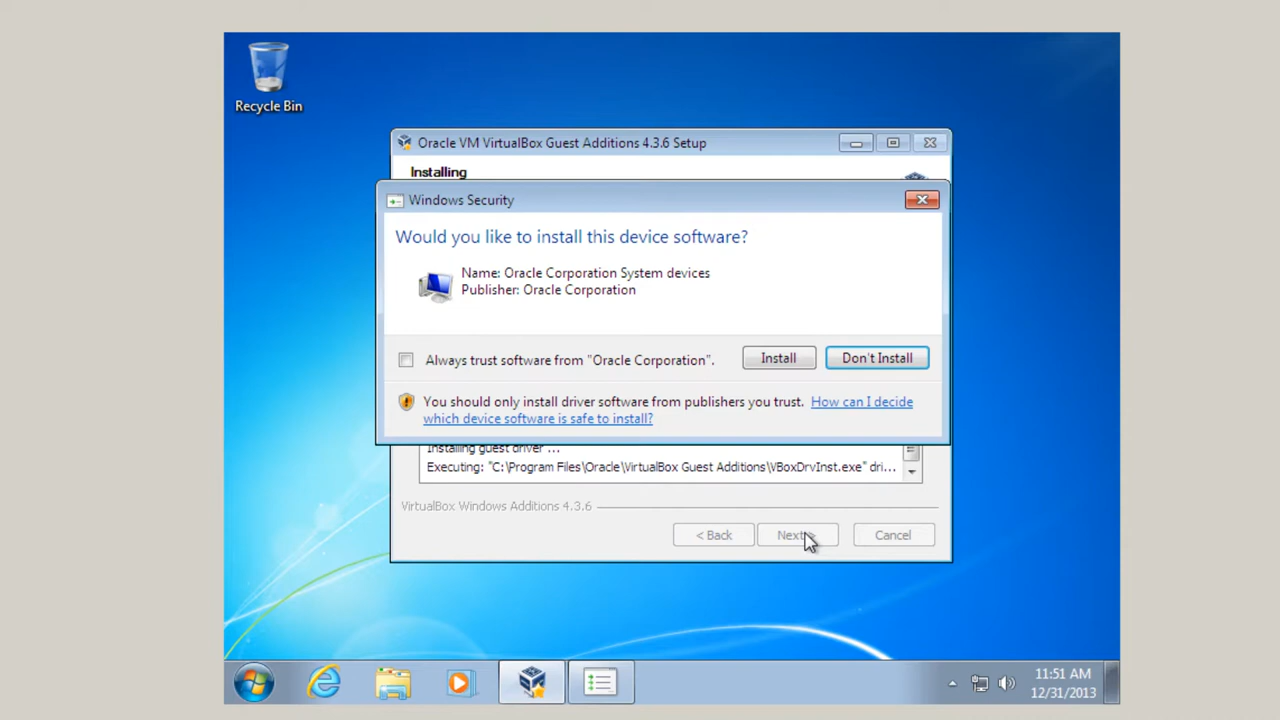 Recycle Bin
Oracle VM VirtualBox Guest Additions 4.3.6 Setup
Installing
Windows Security
Would you like to install this device software?
Name: Oracle Corporation System devices
Publisher: Oracle Corporation
Always trust software from "Oracle Corporation".
Install
Don't Install
You should only install driver software from publishers you trust. How can I decide
which device software is safe to install?
Installing guest driver ...
Executing: "C:\Program Files\Oracle\VirtualBox Guest Additions\VBoxDrvInst.exe" dri...
VirtualBox Windows Additions 4.3.6
< Back
Next
Cancel
11:51 AM
12/31/2013